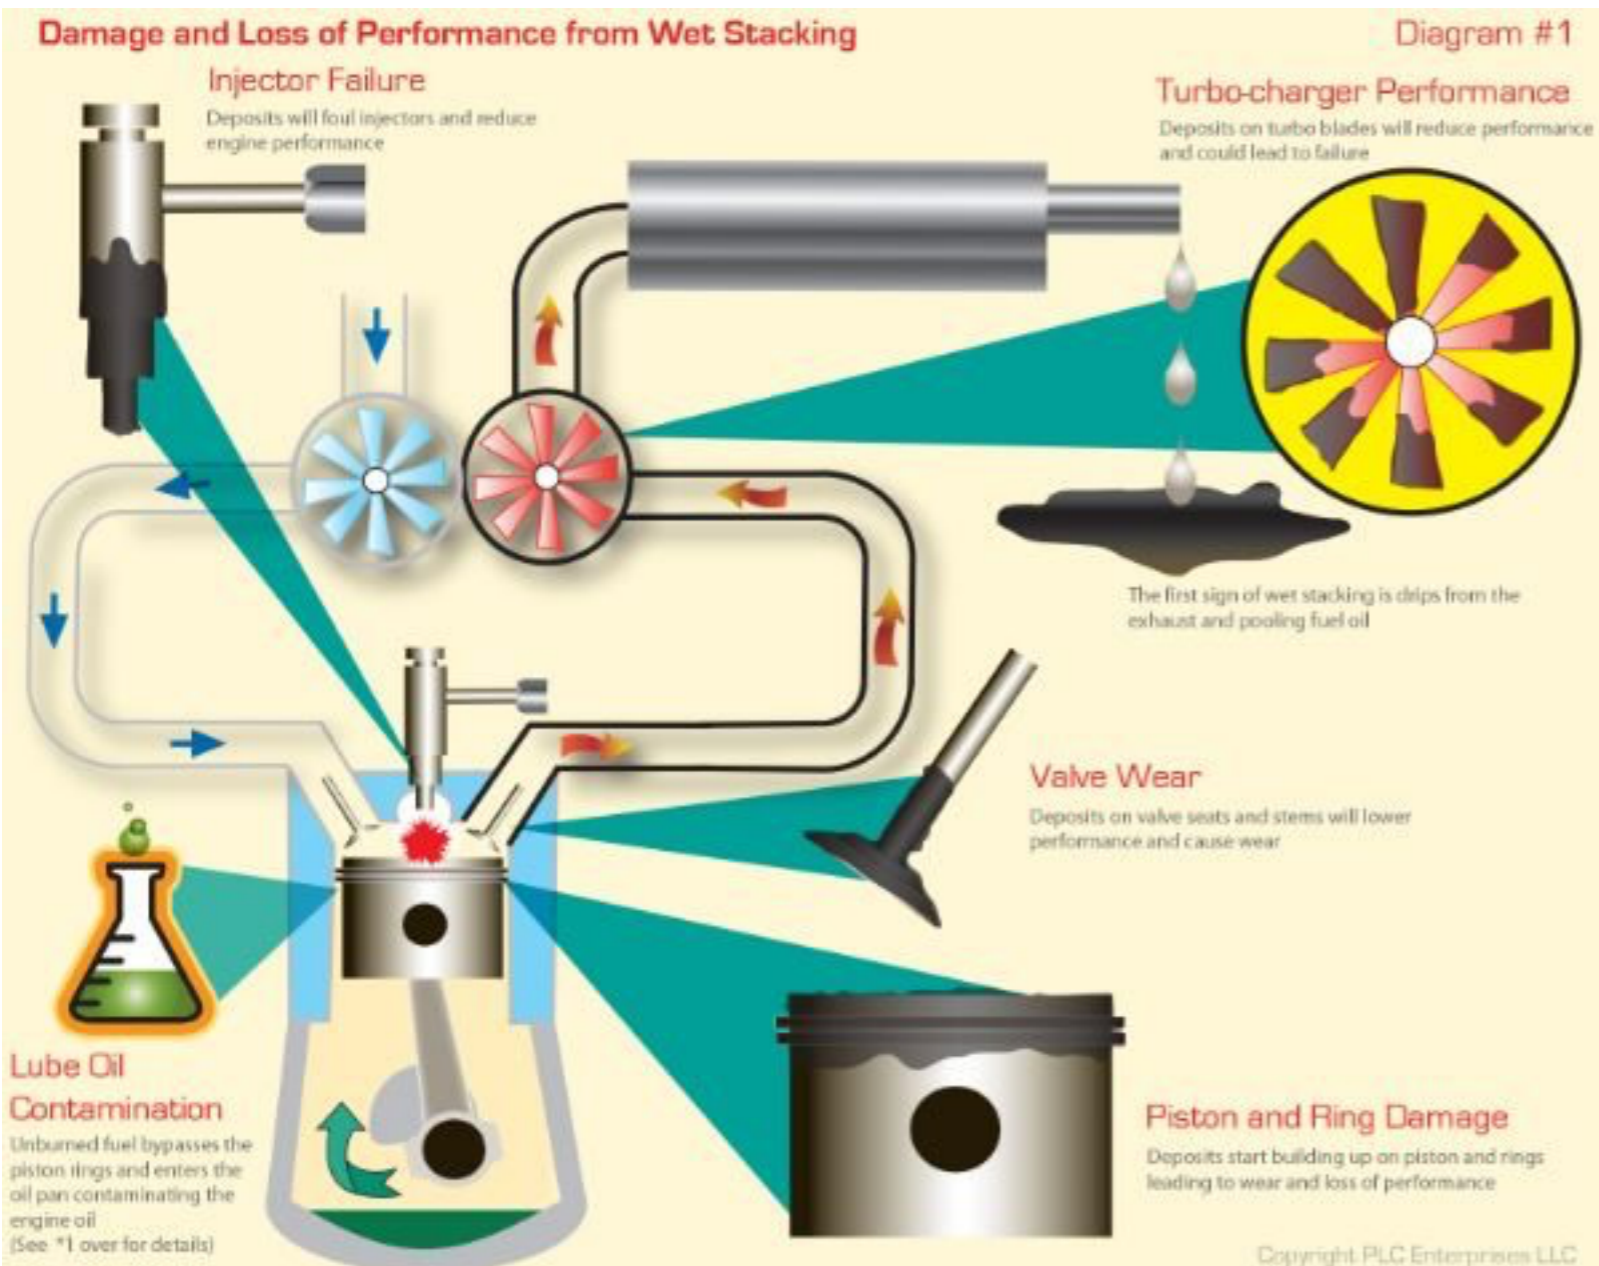 Damage and Loss of Performance from Wet Stacking
Diagram #1
Injector Failure
Deposits will foul injectors and reduce
engine performance
Turbo-charger Performance
Deposits on turbo blades will reduce performance
and could lead to failure
The first sign of wet stacking is drips from the
exhaust and pooling fuel oil
Valve Wear
Deposits on valve seats and stems will lower
performance and cause wear
Lube Oil
Contamination
Unburned fuel bypasses the
piston rings and enters the
oil pan contaminating the
engine oil
(See *1 over for details)
Piston and Ring Damage
Deposits start building up on piston and rings
leading to wear and loss of performance
Copyright PLC Enterprises LLC